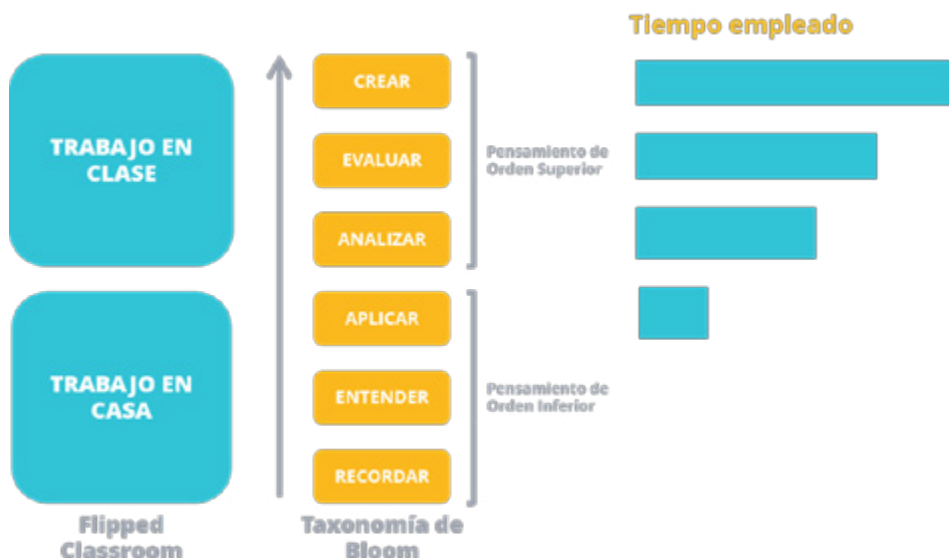 Tiempo empleado
TRABAJO EN
CLASE
CREAR
EVALUAR
ANALIZAR
Pensamiento de
Orden Superior
TRABAJO EN
CASA
APLICAR
ENTENDER
RECORDAR
Pensamiento de
Orden Inferior
Flipped
Classroom
Taxonomía de
Bloom